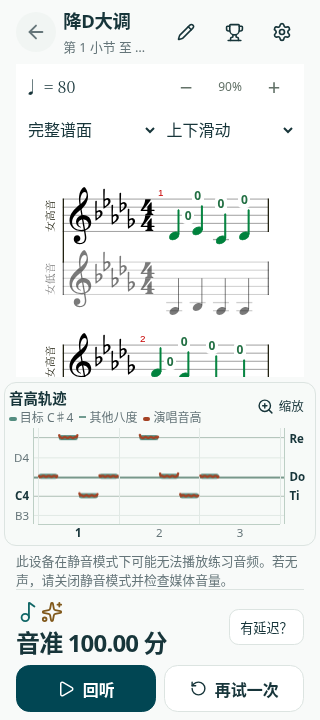 降D大调
第 1 小节 至 ...
♩ = 80
− 90% +
完整谱面 上下滑动
女高音
4
4
1
0 0 0 0
女低音
4
4
女高音
4
4
2
0 0 0 0
音高轨迹
目标 C♯4 其他八度 演唱音高
缩放
Re
D4
Do
C4 Ti
B3
1 2 3
此设备在静音模式下可能无法播放练习音频。若无
声，请关闭静音模式并检查媒体音量。
音准 100.00 分
有延迟?
回听 再试一次